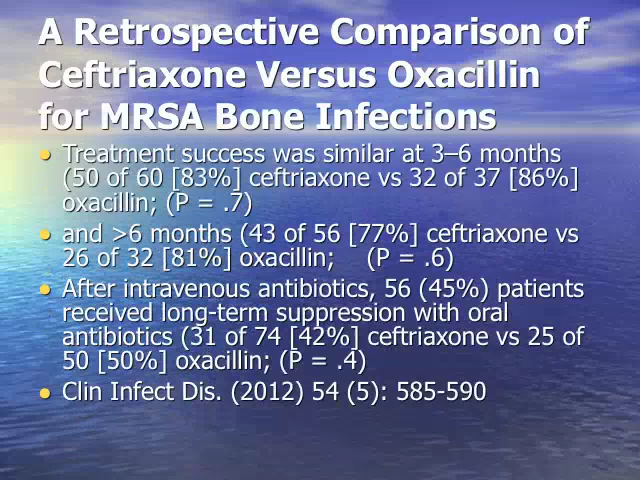 A Retrospective Comparison of
Ceftriaxone Versus Oxacillin
for MRSA Bone Infections
• Treatment success was similar at 3–6 months
(50 of 60 [83%] ceftriaxone vs 32 of 37 [86%]
oxacillin; (P = .7)
• and >6 months (43 of 56 [77%] ceftriaxone vs
26 of 32 [81%] oxacillin; (P = .6)
• After intravenous antibiotics, 56 (45%) patients
received long-term suppression with oral
antibiotics (31 of 74 [42%] ceftriaxone vs 25 of
50 [50%] oxacillin; (P = .4)
• Clin Infect Dis. (2012) 54 (5): 585-590